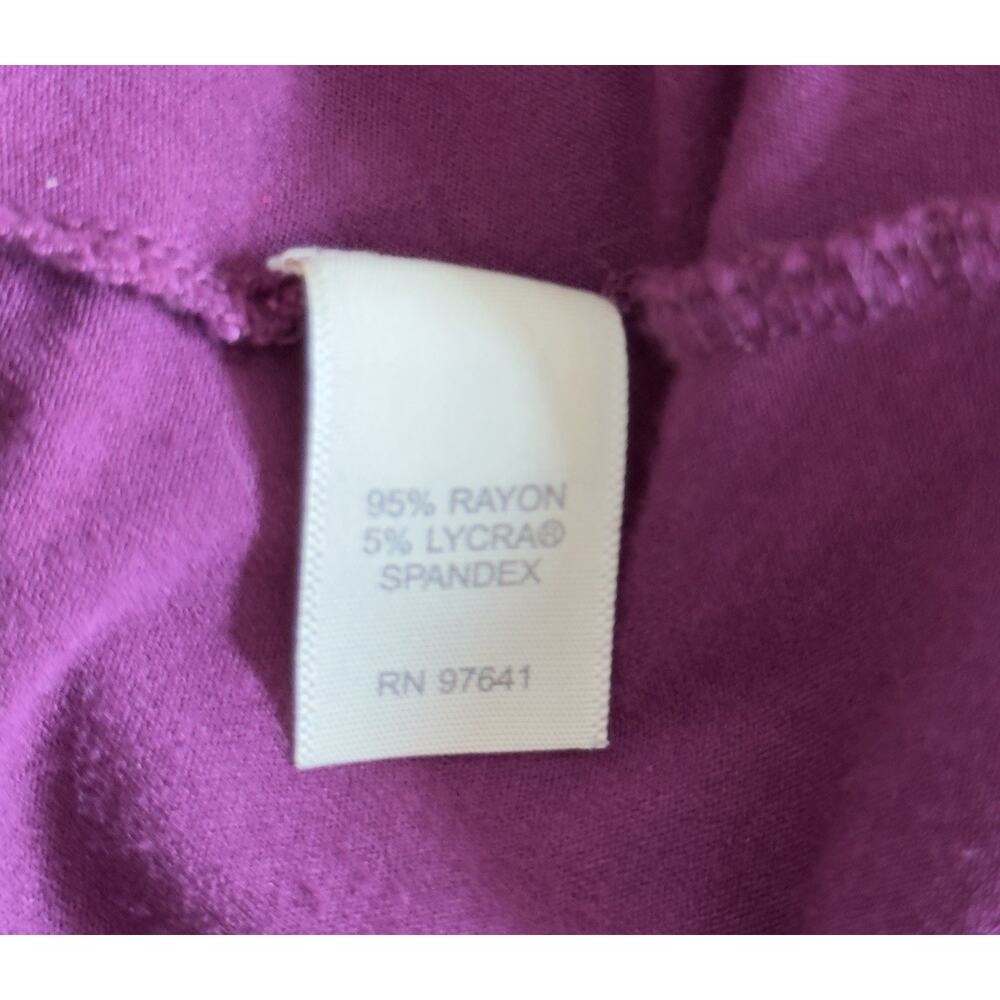 95% RAYON
5% LYCRA®
SPANDEX
RN 97641